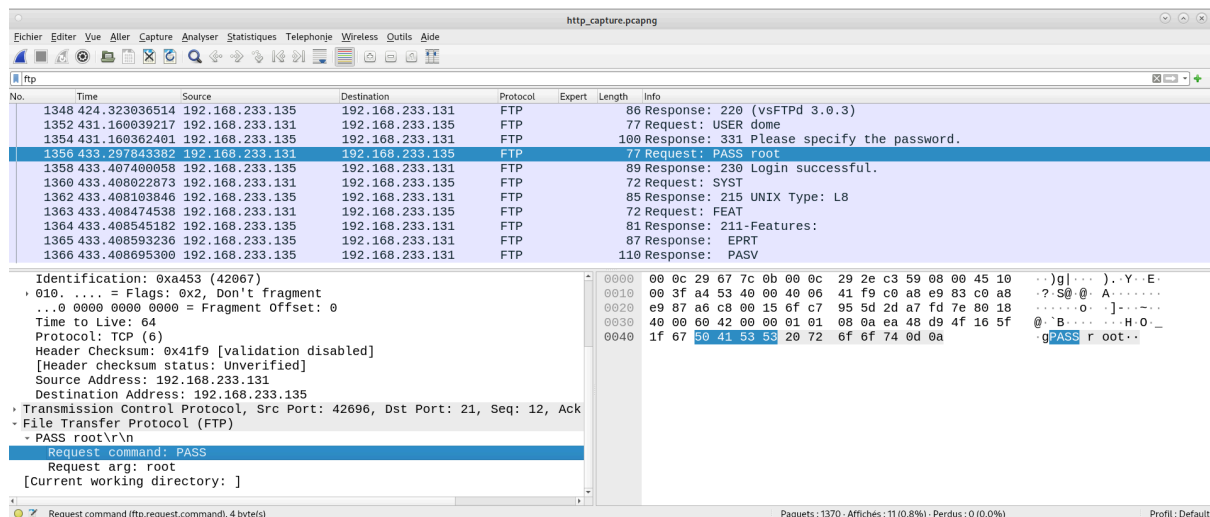 http_capture.pcapng
Fichier Editer Vue Aller Capture Analyser Statistiques Telephonie Wireless Outils Aide
ftp
No. Time Source Destination Protocol Expert Length Info
1348 424.323036514 192.168.233.135 192.168.233.131 FTP 86 Response: 220 (vsFTPd 3.0.3)
1352 431.160039217 192.168.233.131 192.168.233.135 FTP 77 Request: USER dome
1354 431.160362401 192.168.233.135 192.168.233.131 FTP 100 Response: 331 Please specify the password.
1356 433.297843382 192.168.233.131 192.168.233.135 FTP 77 Request: PASS root
1358 433.407400058 192.168.233.135 192.168.233.131 FTP 89 Response: 230 Login successful.
1360 433.408022873 192.168.233.131 192.168.233.135 FTP 72 Request: SYST
1362 433.408103846 192.168.233.135 192.168.233.131 FTP 85 Response: 215 UNIX Type: L8
1363 433.408474538 192.168.233.131 192.168.233.135 FTP 72 Request: FEAT
1364 433.408545182 192.168.233.135 192.168.233.131 FTP 81 Response: 211-Features:
1365 433.408593236 192.168.233.135 192.168.233.131 FTP 87 Response: EPRT
1366 433.408695300 192.168.233.135 192.168.233.131 FTP 110 Response: PASV
Identification: 0xa453 (42067)
010. .... = Flags: 0x2, Don't fragment
...0 0000 0000 0000 = Fragment Offset: 0
Time to Live: 64
Protocol: TCP (6)
Header Checksum: 0x41f9 [validation disabled]
[Header checksum status: Unverified]
Source Address: 192.168.233.131
Destination Address: 192.168.233.135
Transmission Control Protocol, Src Port: 42696, Dst Port: 21, Seq: 12, Ack
File Transfer Protocol (FTP)
PASS root\r\n
Request command: PASS
Request arg: root
[Current working directory: ]
0000 00 0c 29 67 7c 0b 00 0c 29 2e c3 59 08 00 45 10 ··)g|··· ).·Y··E·
0010 00 3f a4 53 40 00 40 06 41 f9 c0 a8 e9 83 c0 a8 ·?·S@·@· A·······
0020 e9 87 a6 c8 00 15 6f c7 95 5d 2d a7 fd 7e 80 18 ······o· ·]-··~··
0030 40 00 60 42 00 00 01 01 08 0a ea 48 d9 4f 16 5f @·`B···· ···H·O·_
0040 1f 67 50 41 53 53 20 72 6f 6f 74 0d 0a ·gPASS r oot··
Request command (ftp.request.command), 4 byte(s) Paquets : 1370 · Affichés : 11 (0.8%) · Perdus : 0 (0.0%) Profil : Default